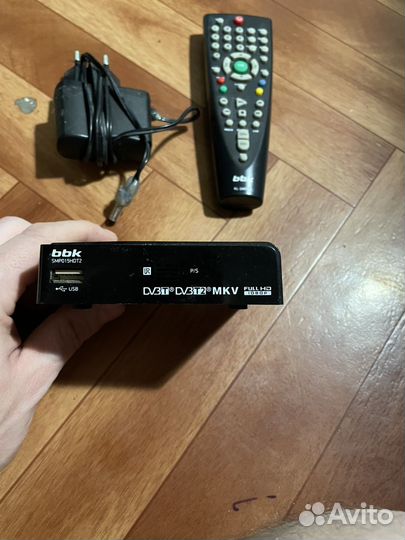 bbk
bbk
SMP015HDT2
USB
P/S
DVB T® DVB T2® MKV
FULL HD
1080P
Avito